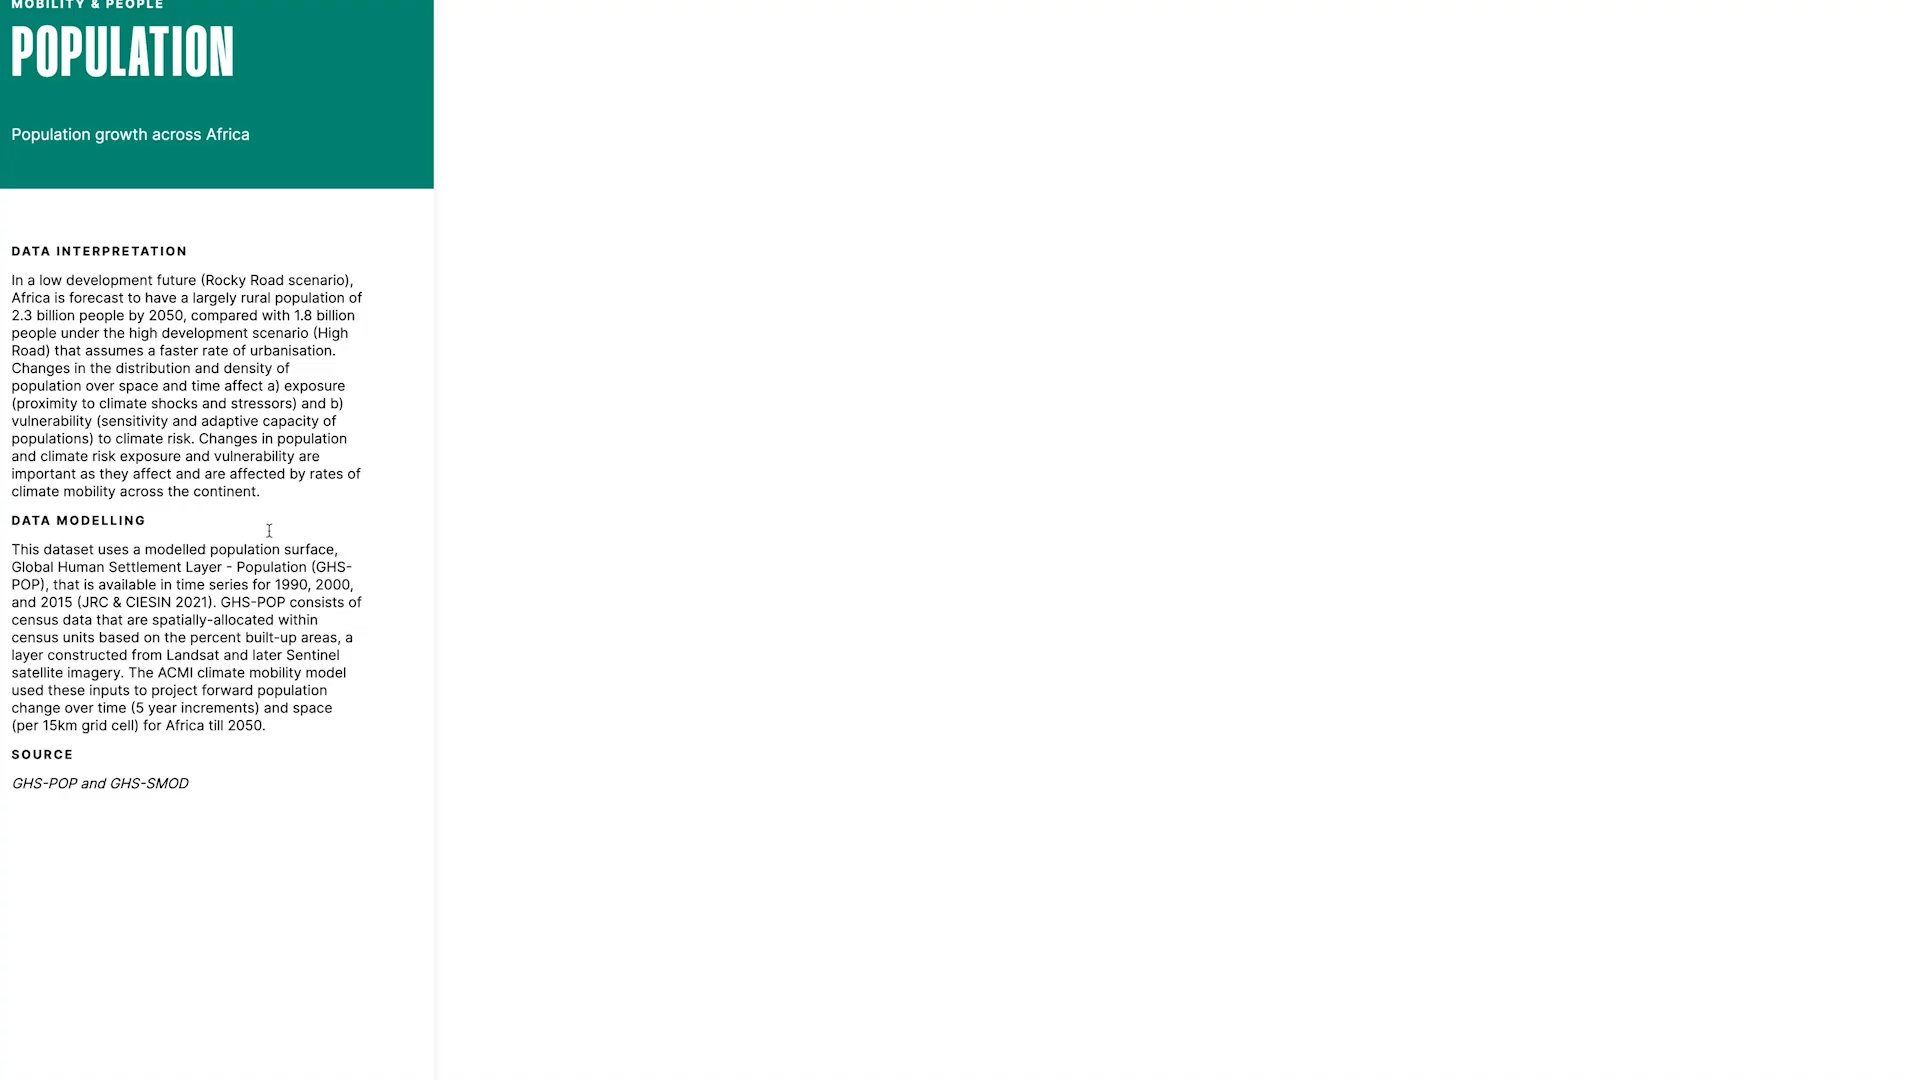 MOBILITY & PEOPLE
POPULATION
Population growth across Africa
DATA INTERPRETATION
In a low development future (Rocky Road scenario),
Africa is forecast to have a largely rural population of
2.3 billion people by 2050, compared with 1.8 billion
people under the high development scenario (High
Road) that assumes a faster rate of urbanisation.
Changes in the distribution and density of
population over space and time affect a) exposure
(proximity to climate shocks and stressors) and b)
vulnerability (sensitivity and adaptive capacity of
populations) to climate risk. Changes in population
and climate risk exposure and vulnerability are
important as they affect and are affected by rates of
climate mobility across the continent.
DATA MODELLING
This dataset uses a modelled population surface,
Global Human Settlement Layer - Population (GHS-
POP), that is available in time series for 1990, 2000,
and 2015 (JRC & CIESIN 2021). GHS-POP consists of
census data that are spatially-allocated within
census units based on the percent built-up areas, a
layer constructed from Landsat and later Sentinel
satellite imagery. The ACMI climate mobility model
used these inputs to project forward population
change over time (5 year increments) and space
(per 15km grid cell) for Africa till 2050.
SOURCE
GHS-POP and GHS-SMOD